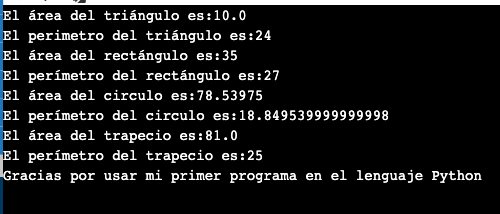 El área del triángulo es:10.0
El perimetro del triángulo es:24
El área del rectángulo es:35
El perímetro del rectángulo es:27
El área del circulo es:78.53975
El perímetro del circulo es:18.849539999999998
El área del trapecio es:81.0
El perímetro del trapecio es:25
Gracias por usar mi primer programa en el lenguaje Python